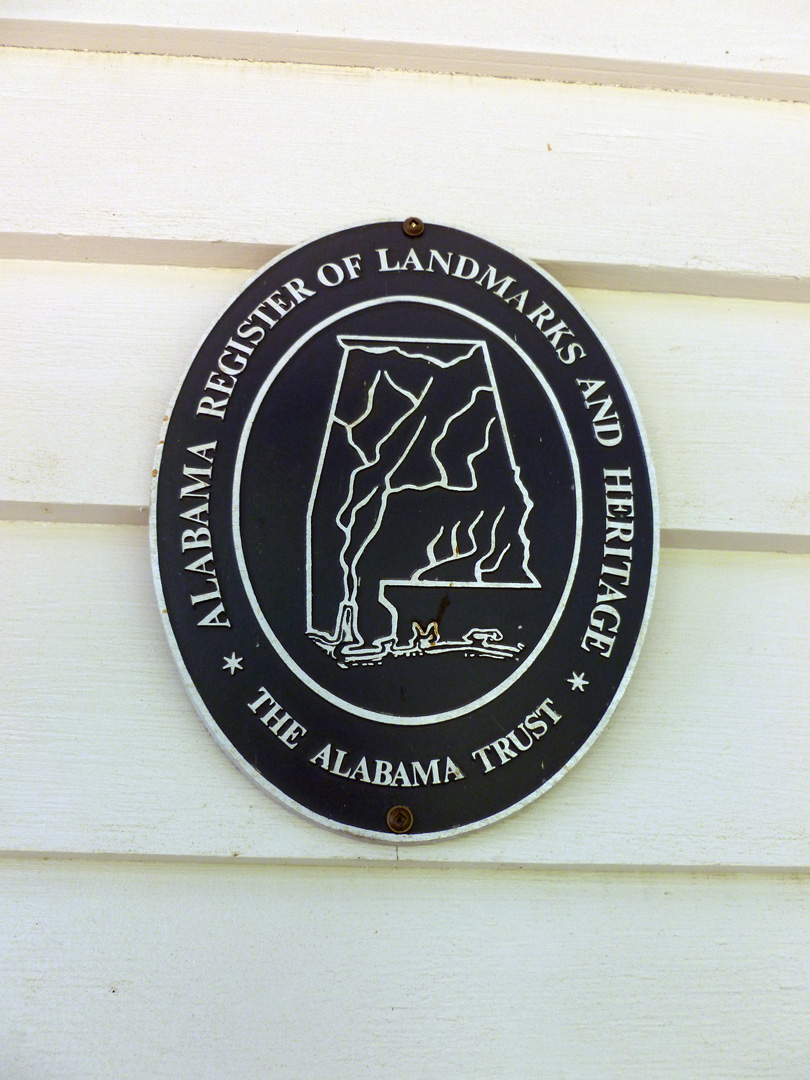 ALABAMA REGISTER OF LANDMARKS AND HERITAGE
* THE ALABAMA TRUST *